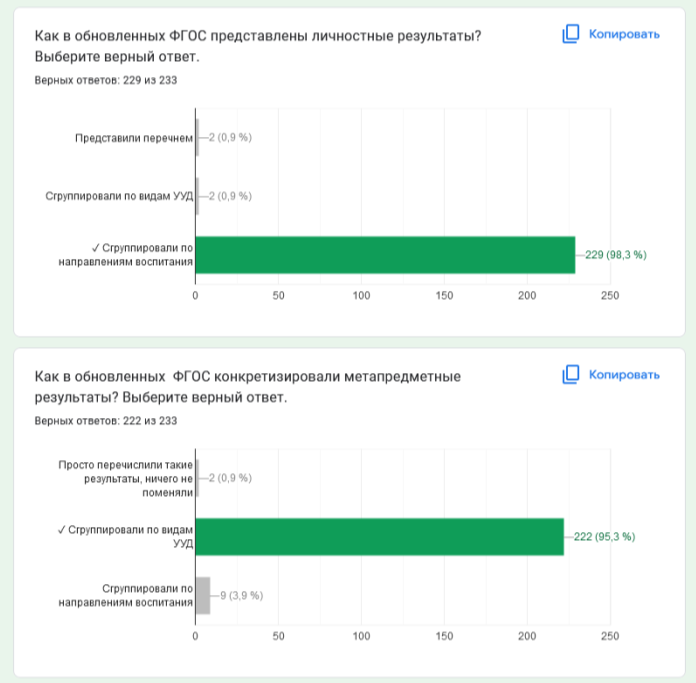 Как в обновленных ФГОС представлены личностные результаты?
Копировать
Выберите верный ответ.
Верных ответов: 229 из 233
Представили перечнем
2 (0,9 %)
Сгруппировали по видам УУД
2 (0,9 %)
✓ Сгруппировали по
направлениям воспитания
229 (98,3 %)
0 50 100 150 200 250
Как в обновленных  ФГОС конкретизировали метапредметные
Копировать
результаты? Выберите верный ответ.
Верных ответов: 222 из 233
Просто перечислили такие
результаты, ничего не
поменяли
2 (0,9 %)
✓ Сгруппировали по видам
УУД
222 (95,3 %)
Сгруппировали по
направлениям воспитания
9 (3,9 %)
0 50 100 150 200 250